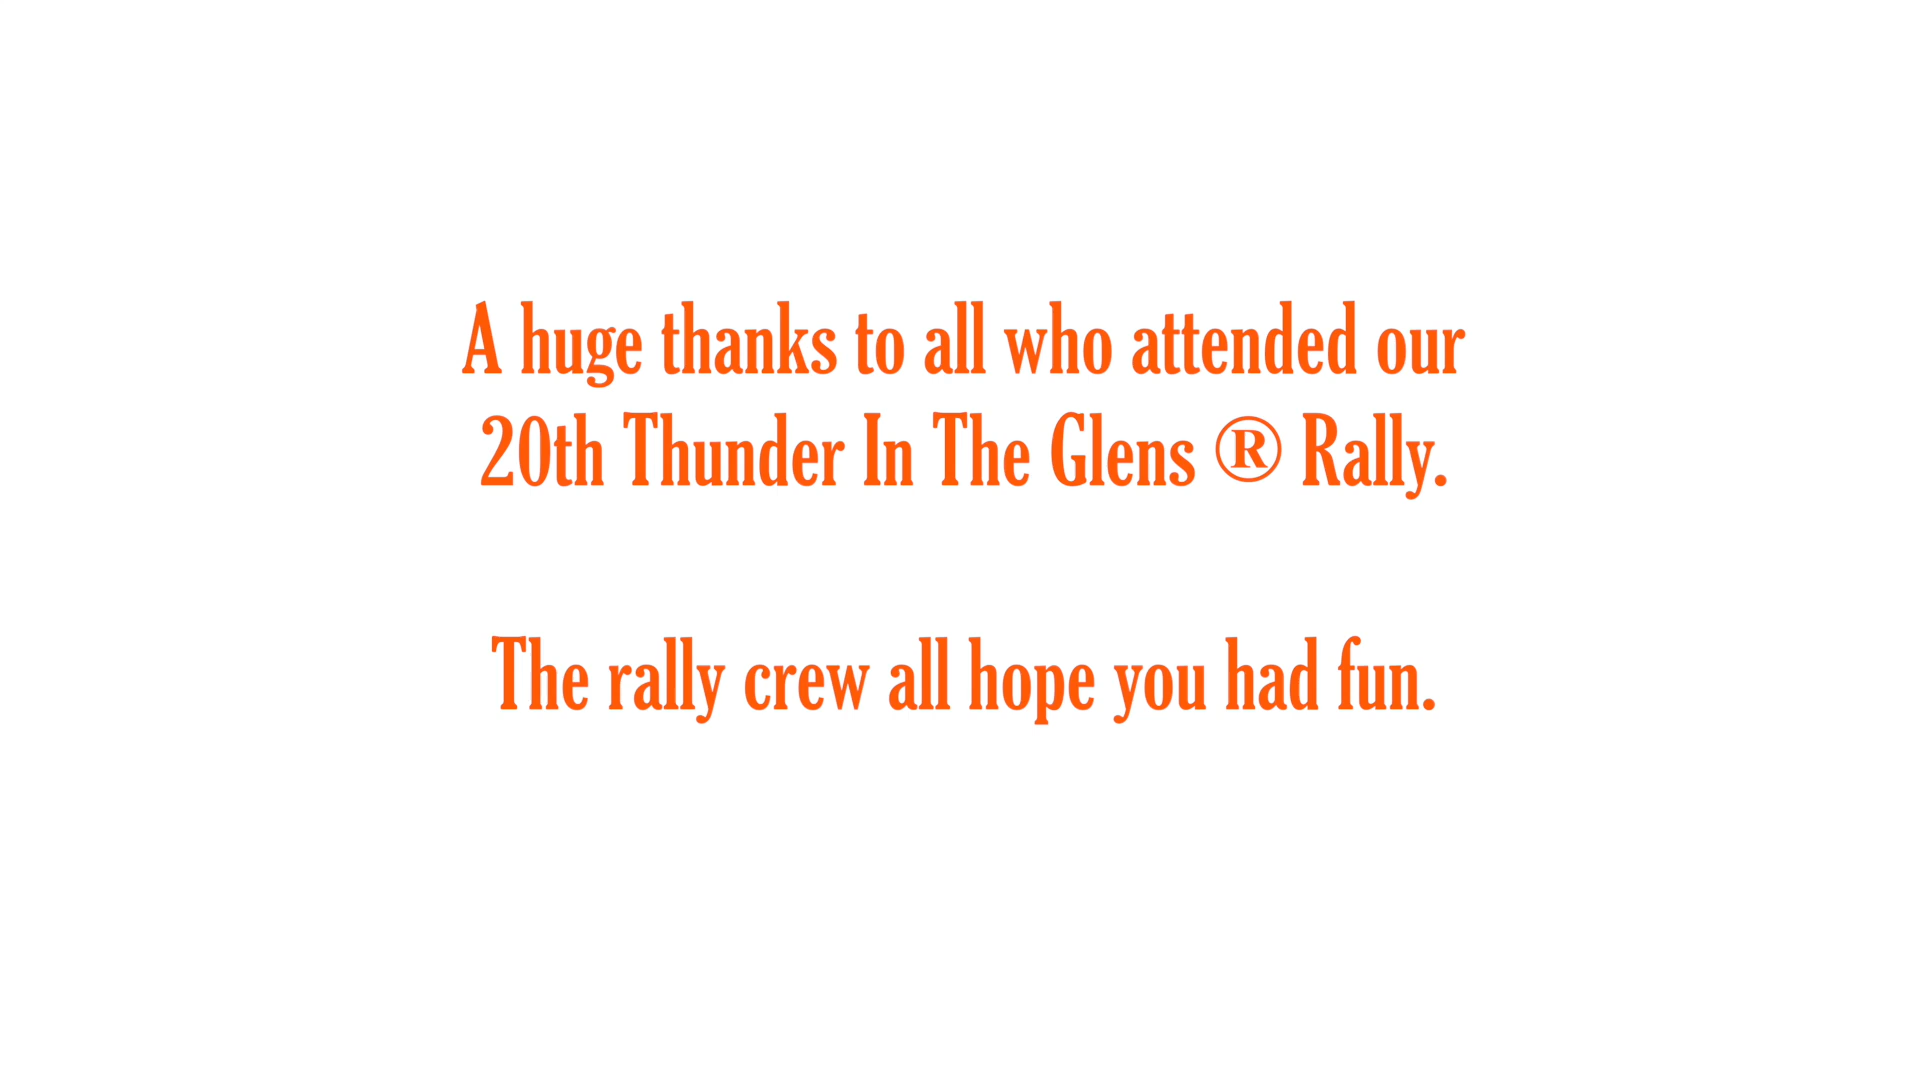 A huge thanks to all who attended our
20th Thunder In The Glens ® Rally.
The rally crew all hope you had fun.